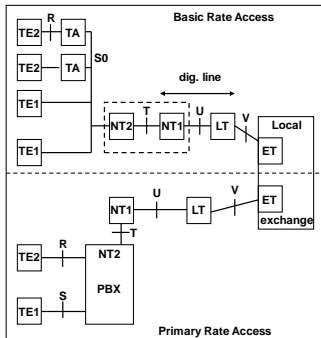 Basic Rate Access
TE2 R TA
S0
TE2 TA
dig. line
TE1
NT2 T NT1 U LT V
Local
TE1
ET
ET
exchange
NT1 U LT V
T
TE2 R NT2
PBX
TE1 S
Primary Rate Access